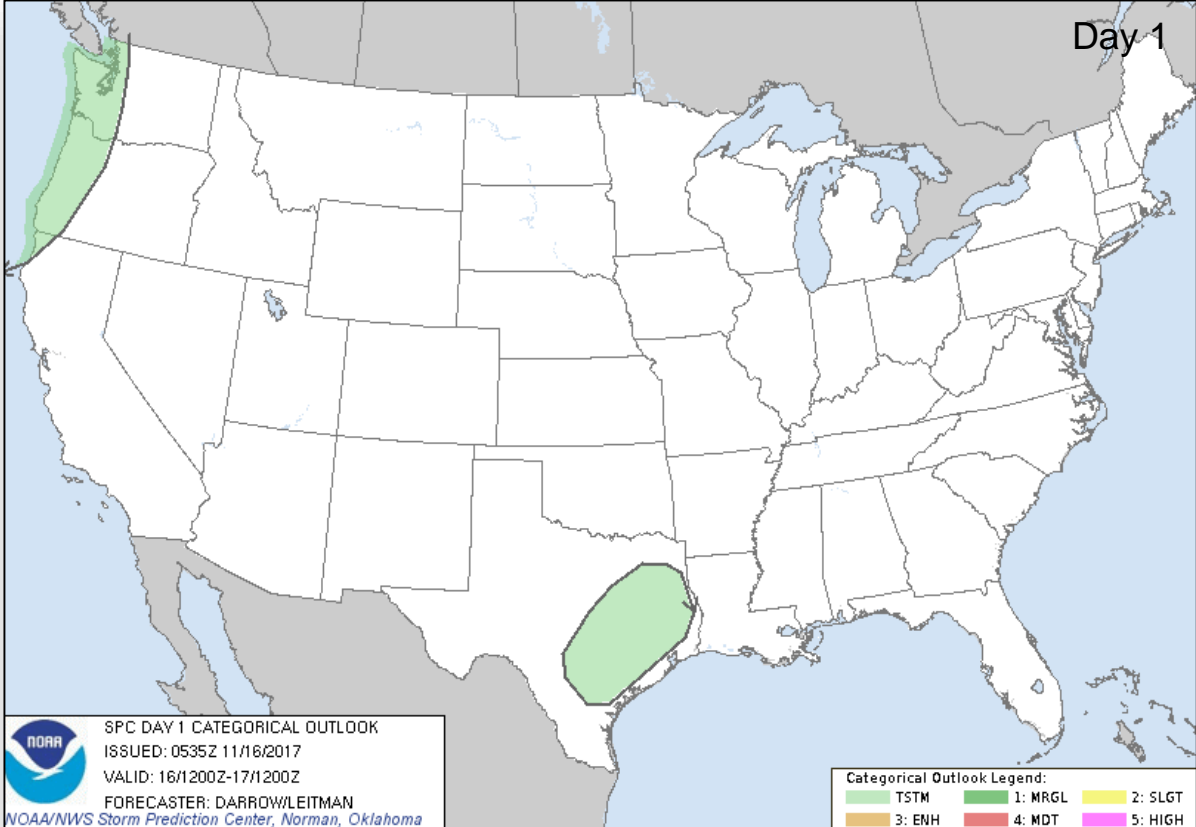 Day 1
SPC DAY 1 CATEGORICAL OUTLOOK
ISSUED: 0535Z 11/16/2017
VALID: 16/1200Z-17/1200Z
FORECASTER: DARROW/LEITMAN
NOAA/NWS Storm Prediction Center, Norman, Oklahoma
NOAA
Categorical Outlook Legend:
TSTM 1: MRGL 2: SLGT
3: ENH 4: MDT 5: HIGH